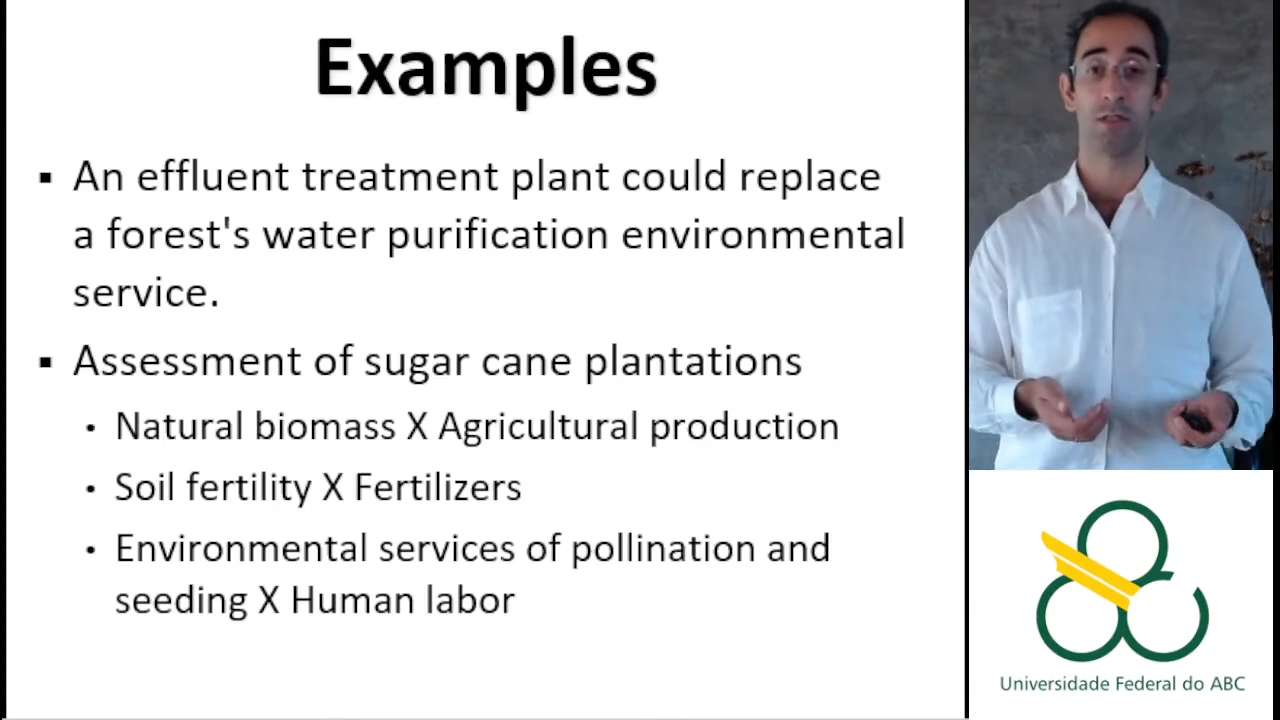 Examples
▪ An effluent treatment plant could replace
a forest's water purification environmental
service.
▪ Assessment of sugar cane plantations
• Natural biomass X Agricultural production
• Soil fertility X Fertilizers
• Environmental services of pollination and
seeding X Human labor
Universidade Federal do ABC